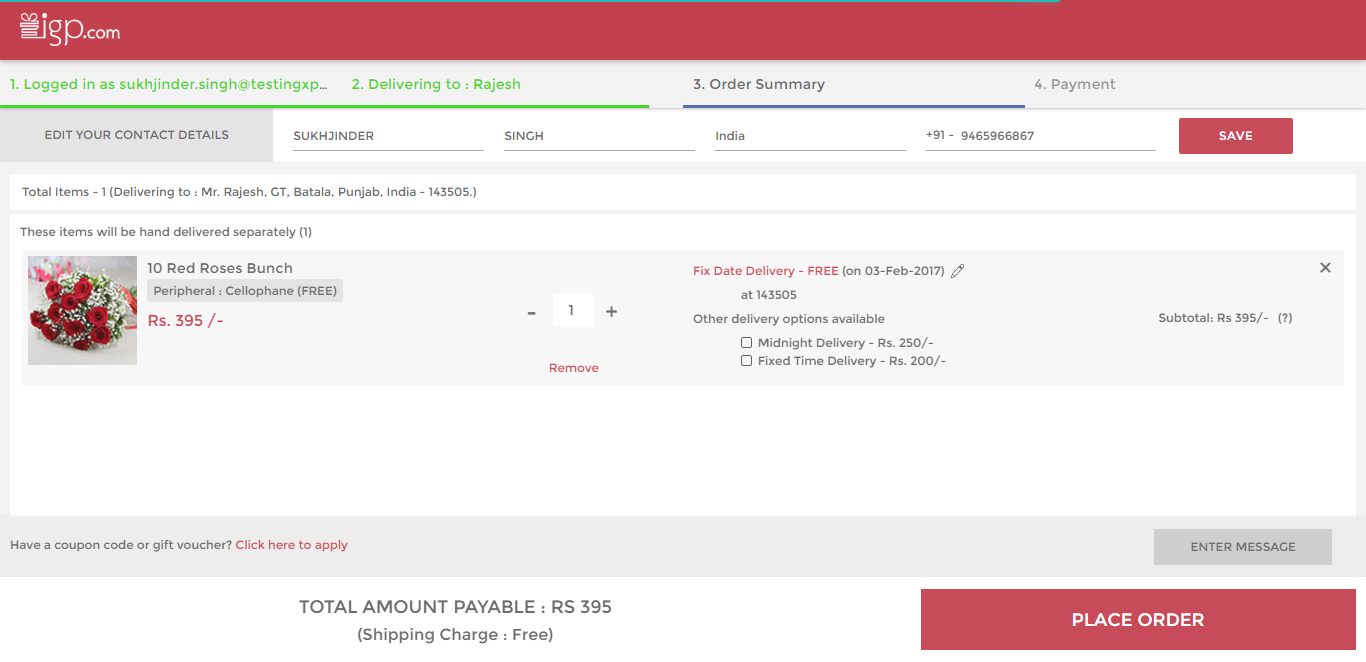 igp.com
1. Logged in as sukhjinder.singh@testingxp...
2. Delivering to : Rajesh
3. Order Summary
4. Payment
EDIT YOUR CONTACT DETAILS
SUKHJINDER
SINGH
India
+91 - 9465966867
SAVE
Total Items - 1 (Delivering to : Mr. Rajesh, GT, Batala, Punjab, India - 143505.)
These items will be hand delivered separately (1)
10 Red Roses Bunch
Peripheral : Cellophane (FREE)
Rs. 395 /-
- 1 +
Remove
Fix Date Delivery - FREE (on 03-Feb-2017)
at 143505
Other delivery options available
Midnight Delivery - Rs. 250/-
Fixed Time Delivery - Rs. 200/-
Subtotal: Rs 395/- (?)
Have a coupon code or gift voucher? Click here to apply
ENTER MESSAGE
TOTAL AMOUNT PAYABLE : RS 395
(Shipping Charge : Free)
PLACE ORDER